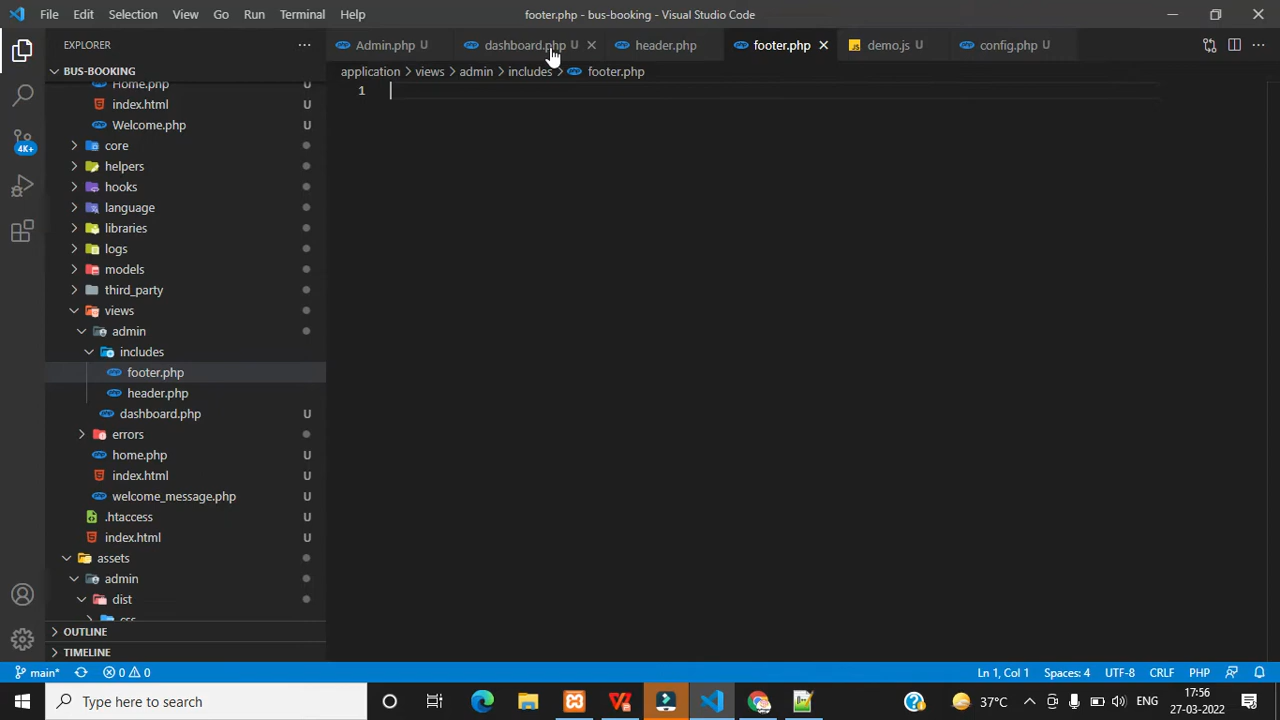 File Edit Selection View Go Run Terminal Help footer.php - bus-booking - Visual Studio Code
EXPLORER
Admin.php U
dashboard.php U
header.php
footer.php
demo.js U
config.php U
application > views > admin > includes > footer.php
1
BUS-BOOKING
Home.php U
index.html U
Welcome.php U
core
helpers
hooks
language
libraries
logs
models
third_party
views
admin
includes
footer.php
header.php
dashboard.php U
errors
home.php U
index.html U
welcome_message.php U
.htaccess U
index.html U
assets
admin
dist
css
OUTLINE
TIMELINE
4K+
main* 0 0 Ln 1, Col 1 Spaces: 4 UTF-8 CRLF PHP
Type here to search
37°C
ENG
17:56
27-03-2022